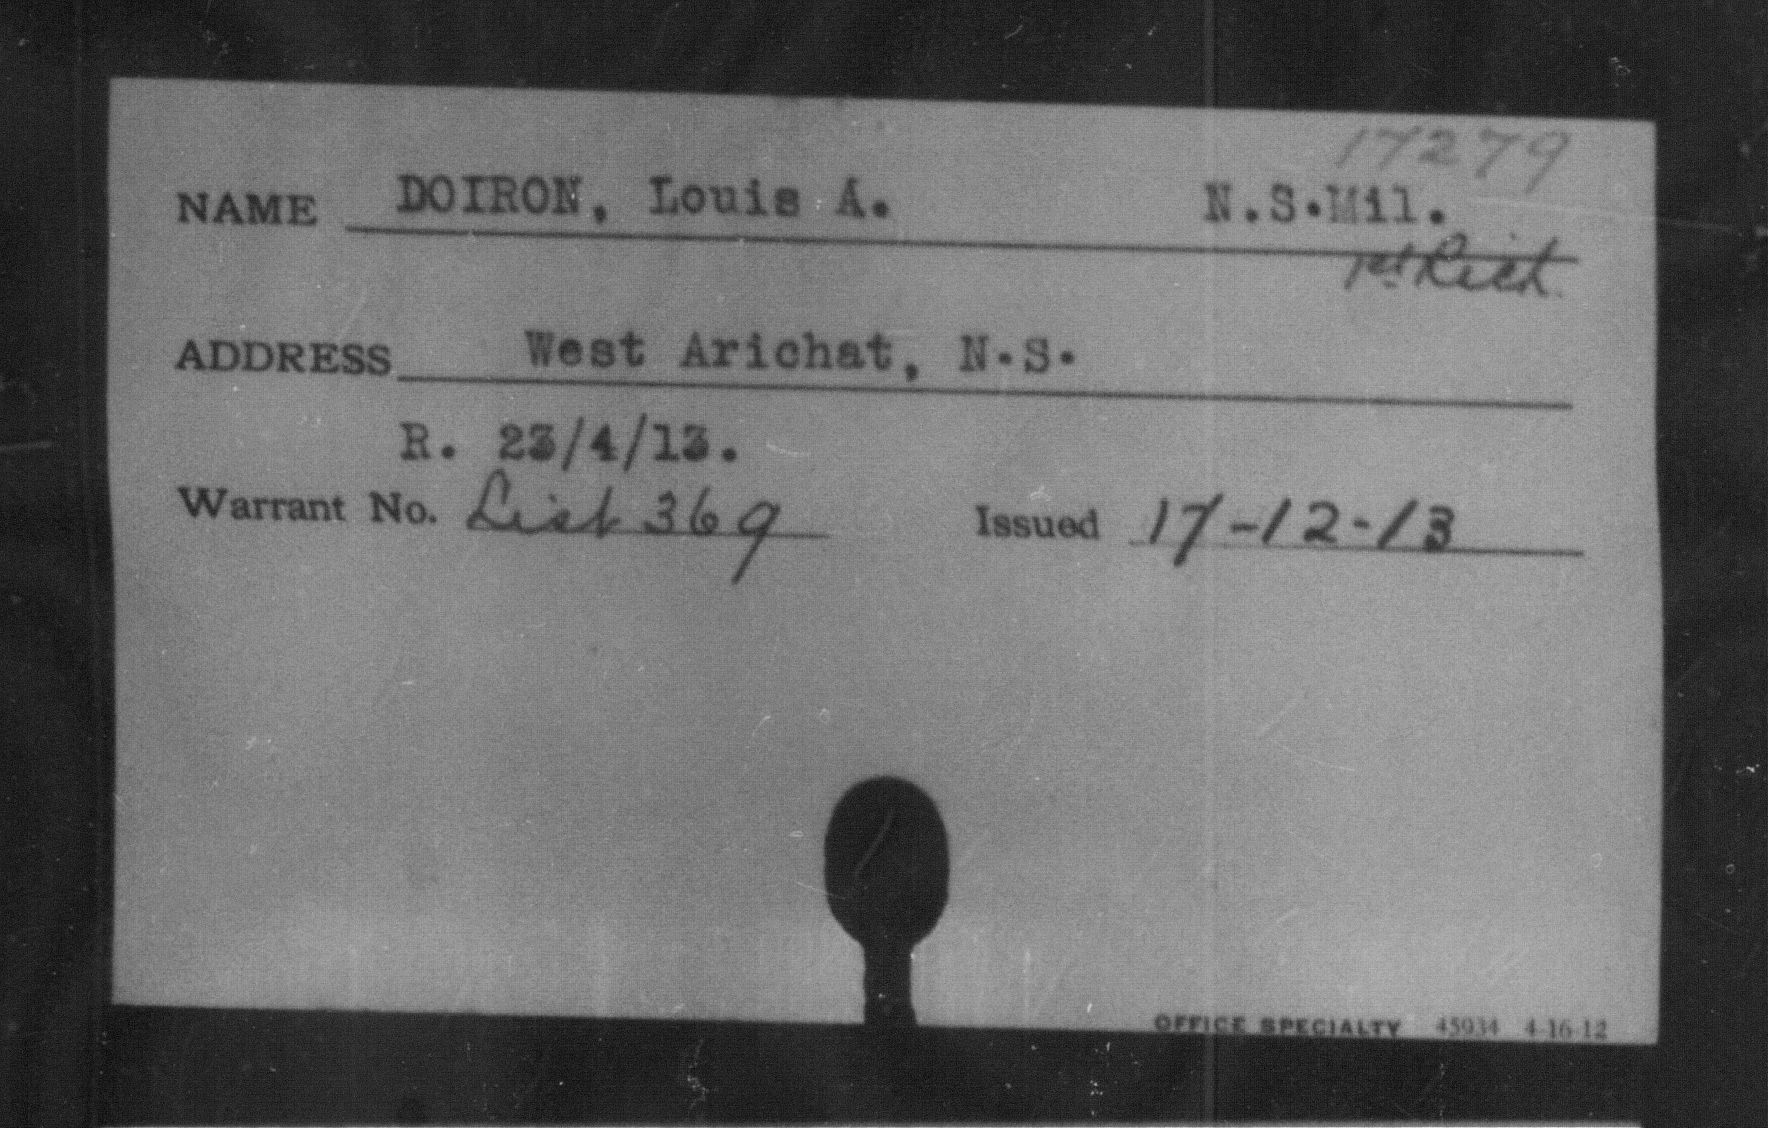 17279
NAME DOIRON, Louis A. N.S.Mil.
1st Rich.
ADDRESS West Arichat, N.S.
R. 23/4/13.
Warrant No. List 369 Issued 17-12-13
OFFICE SPECIALTY 45934 4-16-12